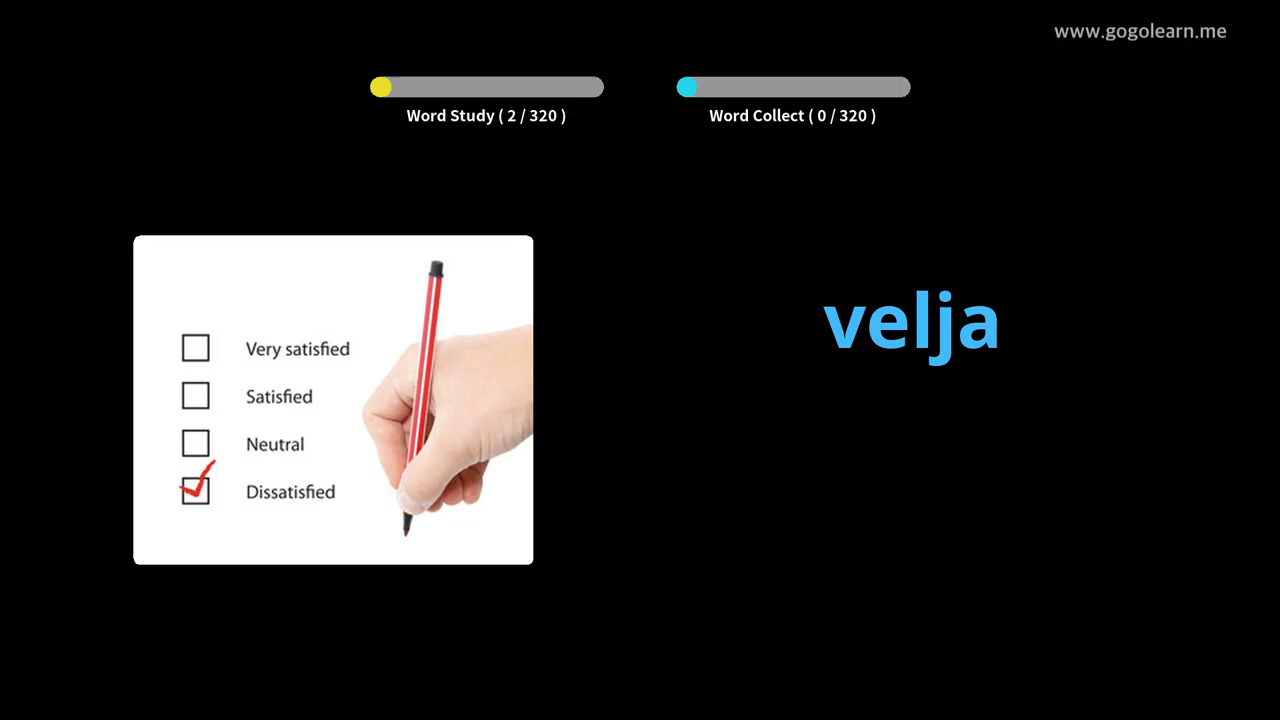 www.gogolearn.me
Word Study ( 2 / 320 )
Word Collect ( 0 / 320 )
Very satisfied
Satisfied
Neutral
Dissatisfied
velja